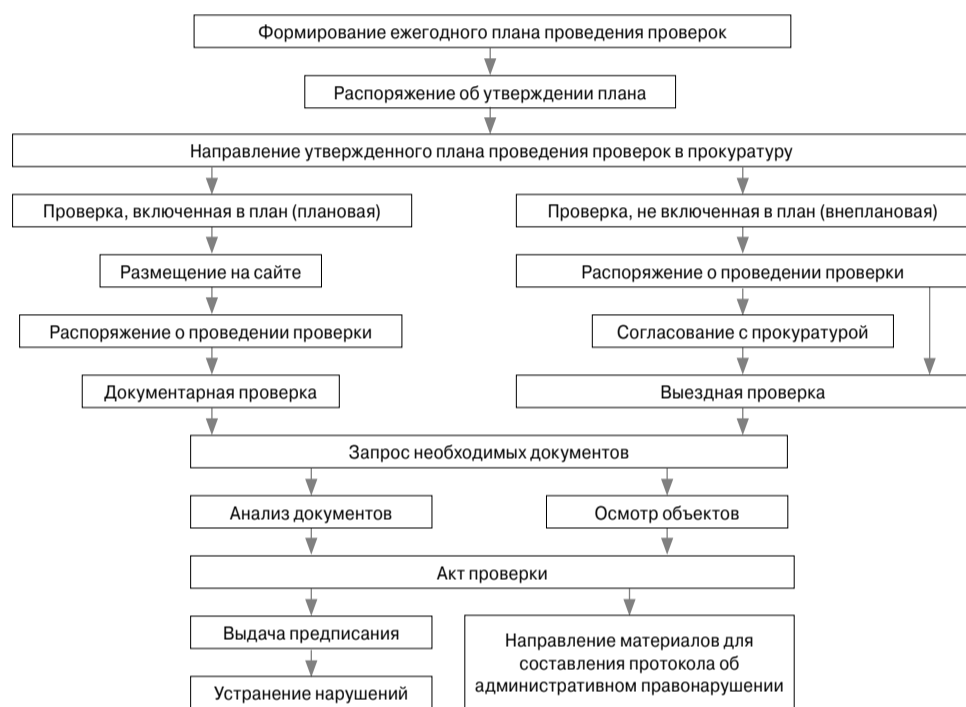 Формирование ежегодного плана проведения проверок
Распоряжение об утверждении плана
Направление утвержденного плана проведения проверок в прокуратуру
Проверка, включенная в план (плановая)
Проверка, не включенная в план (внеплановая)
Размещение на сайте
Распоряжение о проведении проверки
Распоряжение о проведении проверки
Согласование с прокуратурой
Документарная проверка
Выездная проверка
Запрос необходимых документов
Анализ документов
Осмотр объектов
Акт проверки
Выдача предписания
Направление материалов для
составления протокола об
административном правонарушении
Устранение нарушений